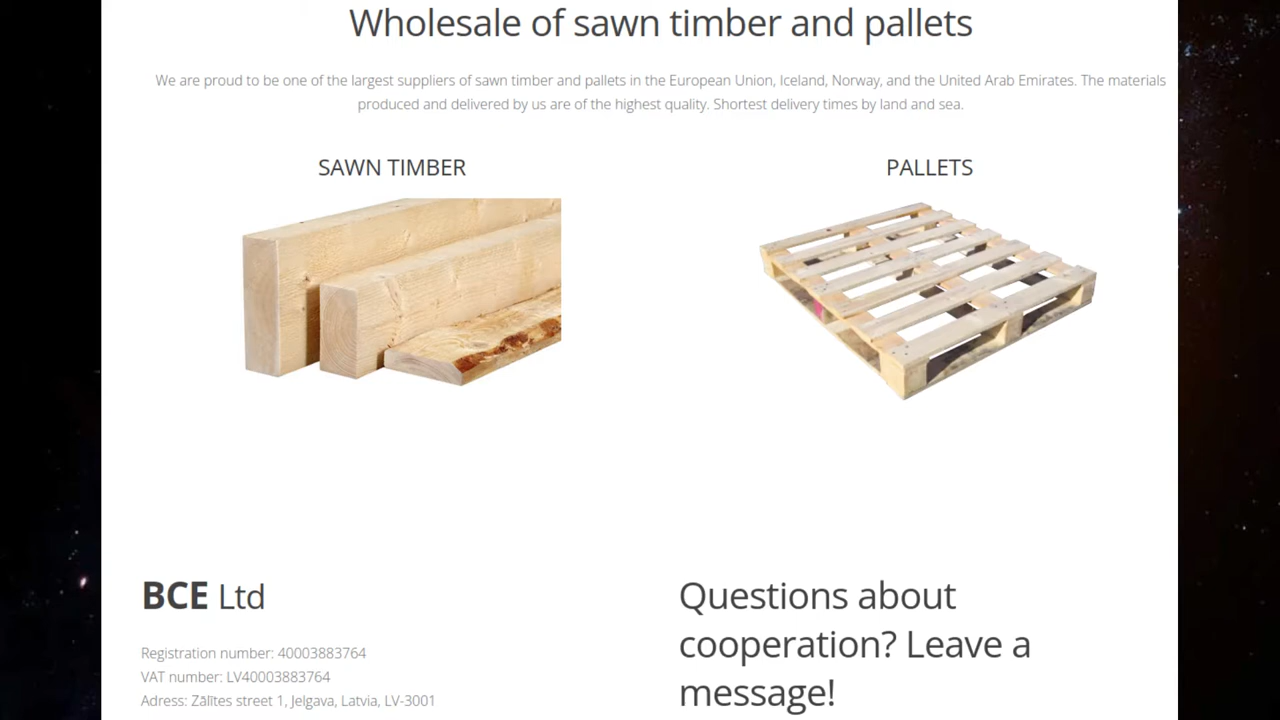 Wholesale of sawn timber and pallets
We are proud to be one of the largest suppliers of sawn timber and pallets in the European Union, Iceland, Norway, and the United Arab Emirates. The materials
produced and delivered by us are of the highest quality. Shortest delivery times by land and sea.
SAWN TIMBER
PALLETS
BCE Ltd
Registration number: 40003883764
VAT number: LV40003883764
Adress: Zālītes street 1, Jelgava, Latvia, LV-3001
Questions about
cooperation? Leave a
message!